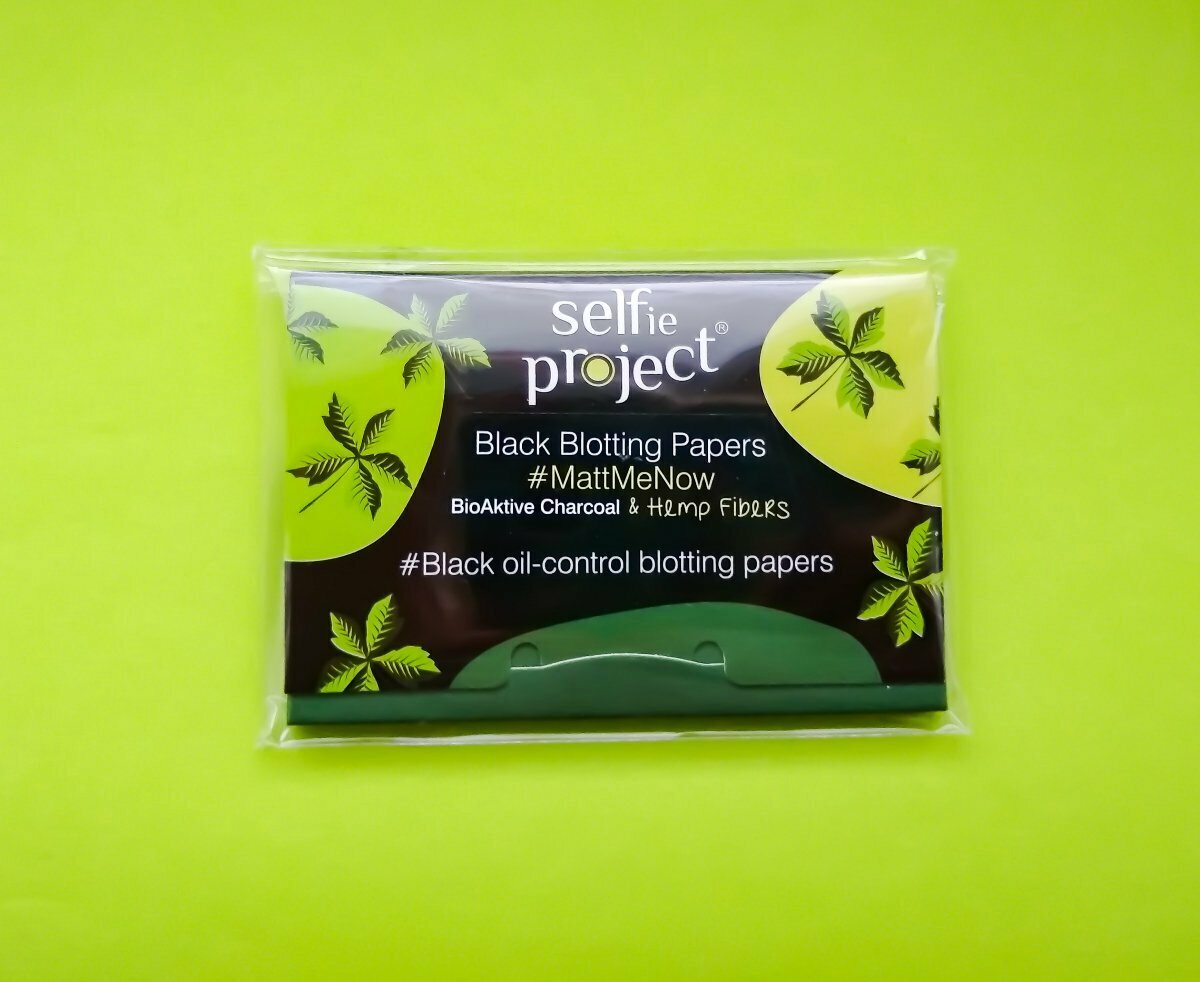 selfie
project®
Black Blotting Papers
#MattMeNow
BioAktive Charcoal & Hemp Fibers
#Black oil-control blotting papers